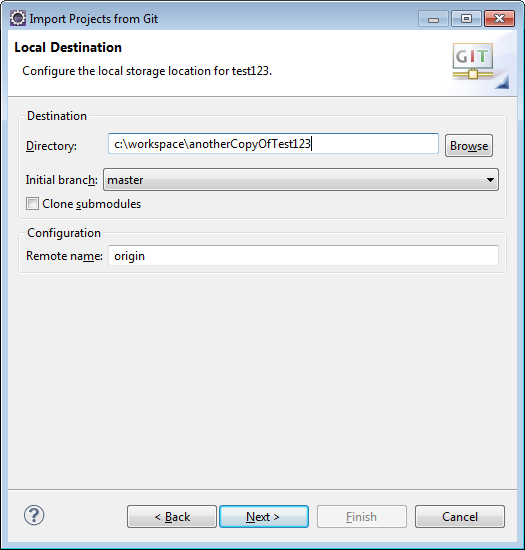 Import Projects from Git
Local Destination
Configure the local storage location for test123.
GIT
Destination
Directory: c:\workspace\anotherCopyOfTest123 Browse
Initial branch: master
Clone submodules
Configuration
Remote name: origin
? < Back Next > Finish Cancel